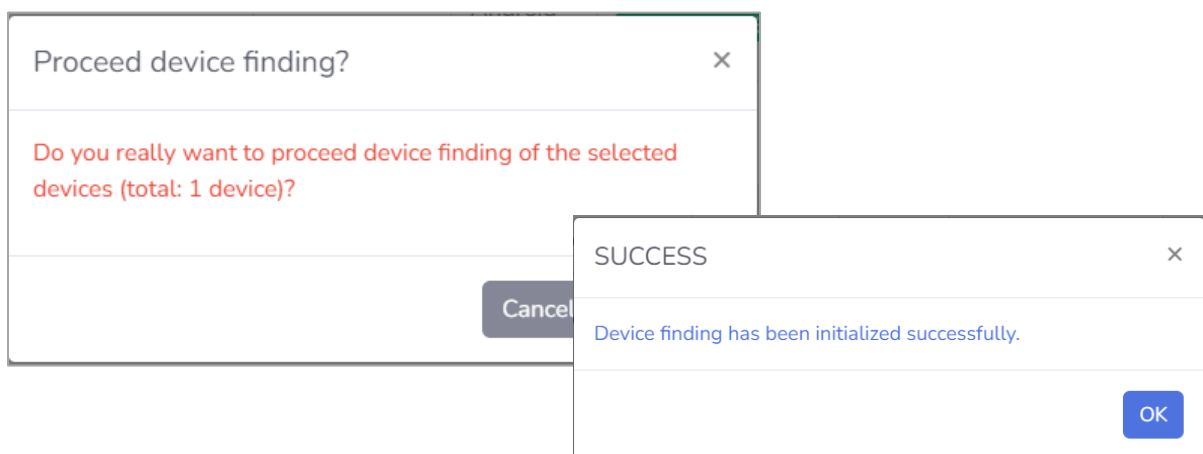 Proceed device finding?
×
Do you really want to proceed device finding of the selected
devices (total: 1 device)?
Cancel
SUCCESS
×
Device finding has been initialized successfully.
OK